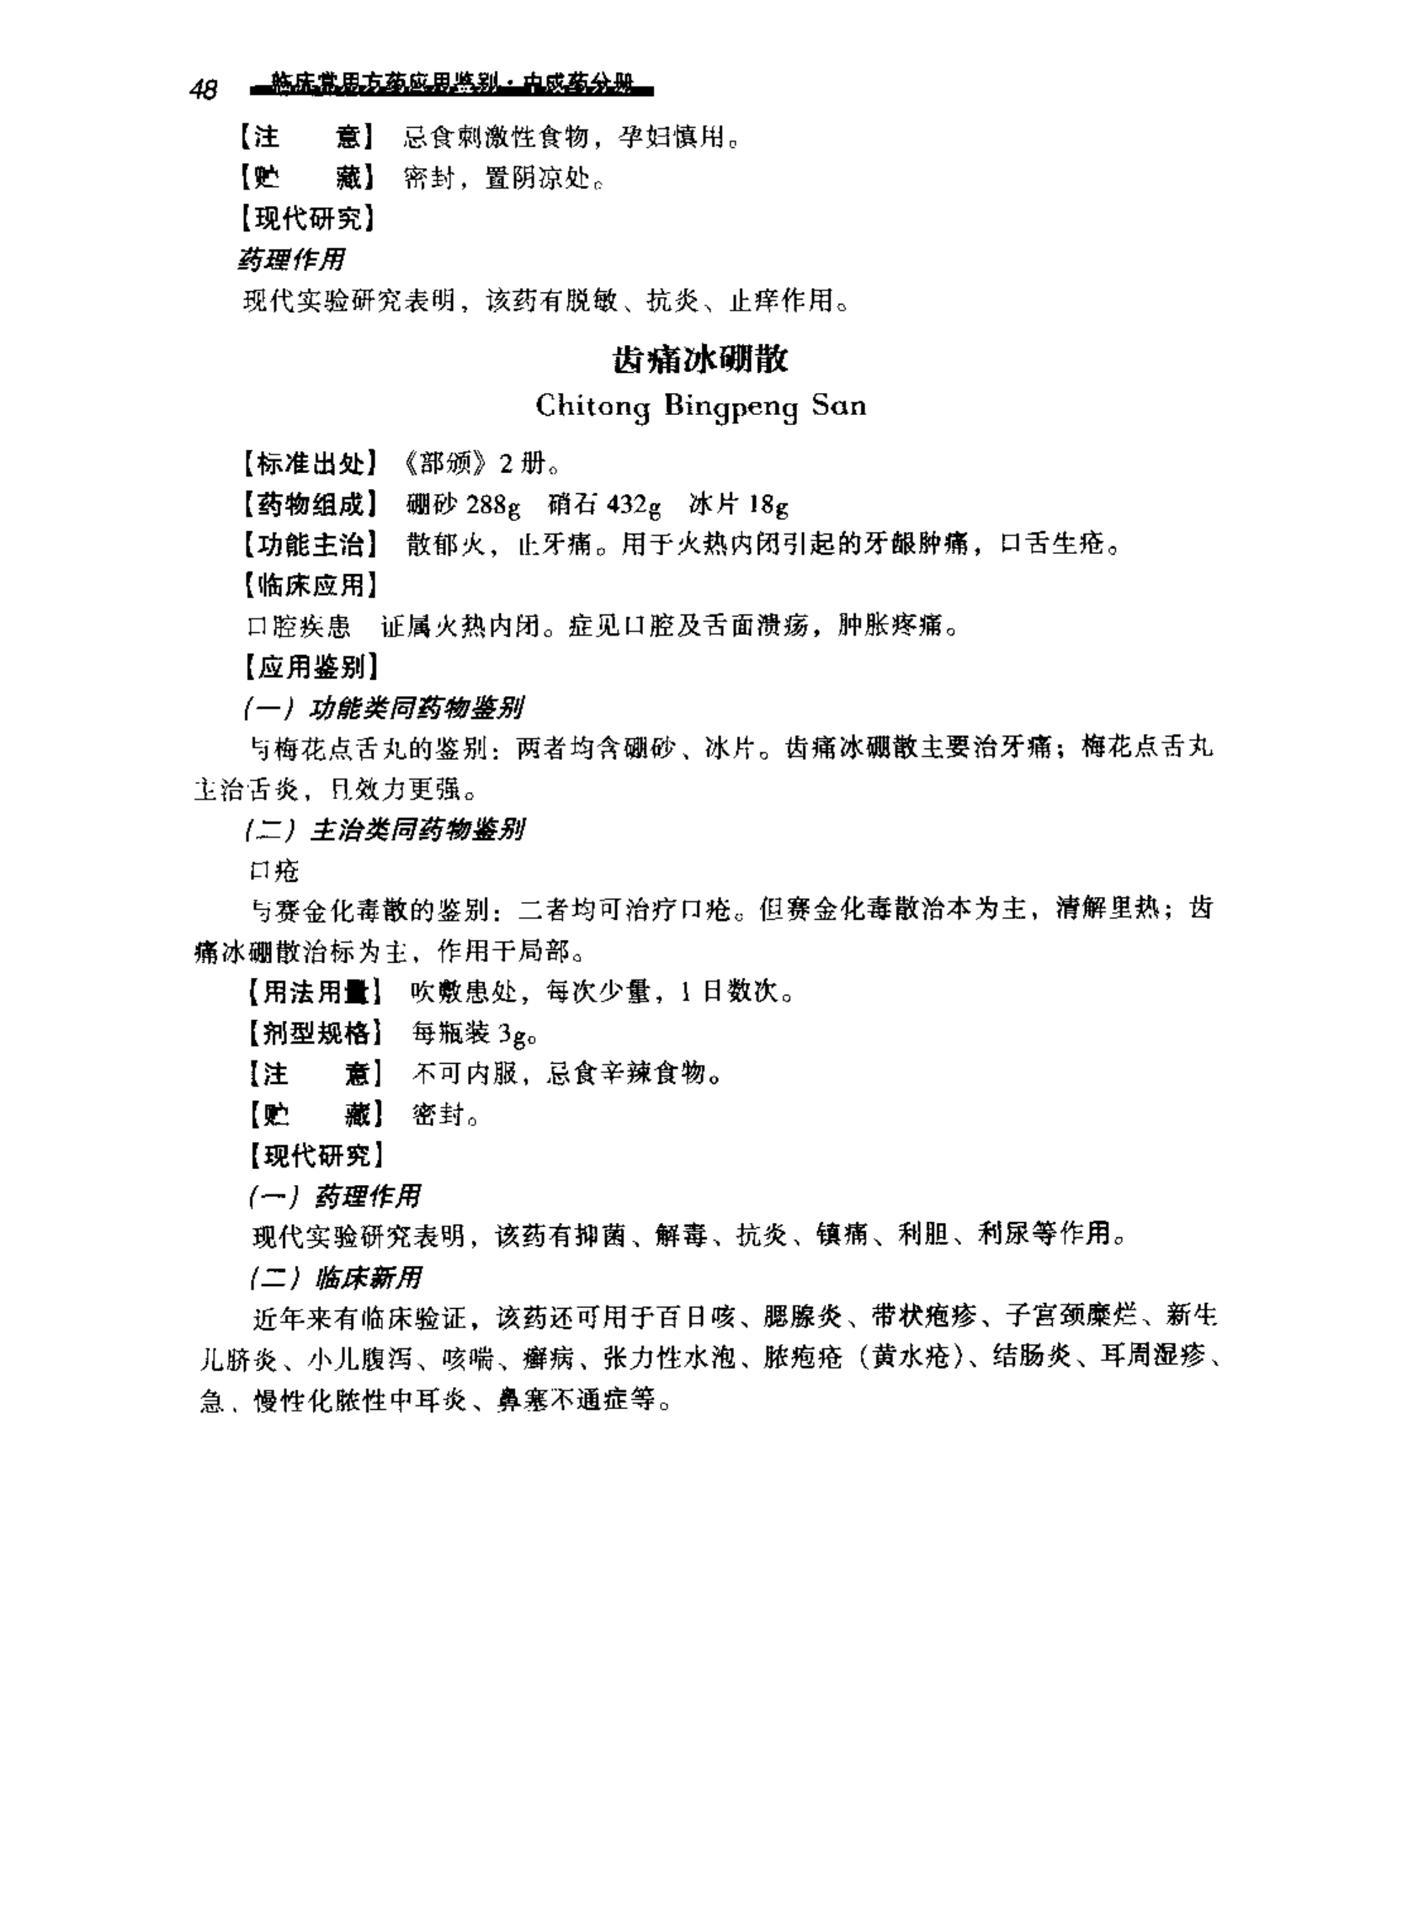 48 临床常用方药应用鉴别·中成药分册
【注　　意】 忌食刺激性食物，孕妇慎用。
【贮　　藏】 密封，置阴凉处。
【现代研究】
药理作用
现代实验研究表明，该药有脱敏、抗炎、止痒作用。
齿痛冰硼散
Chitong Bingpeng San
【标准出处】 《部颁》2 册。
【药物组成】 硼砂 288g　硝石 432g　冰片 18g
【功能主治】 散郁火，止牙痛。用于火热内闭引起的牙龈肿痛，口舌生疮。
【临床应用】
口腔疾患　证属火热内闭。症见口腔及舌面溃疡，肿胀疼痛。
【应用鉴别】
（一）功能类同药物鉴别
与梅花点舌丸的鉴别：两者均含硼砂、冰片。齿痛冰硼散主要治牙痛；梅花点舌丸
主治舌炎，且效力更强。
（二）主治类同药物鉴别
口疮
与赛金化毒散的鉴别：二者均可治疗口疮。但赛金化毒散治本为主，清解里热；齿
痛冰硼散治标为主，作用于局部。
【用法用量】 吹敷患处，每次少量，1 日数次。
【剂型规格】 每瓶装 3g。
【注　　意】 不可内服，忌食辛辣食物。
【贮　　藏】 密封。
【现代研究】
（一）药理作用
现代实验研究表明，该药有抑菌、解毒、抗炎、镇痛、利胆、利尿等作用。
（二）临床新用
近年来有临床验证，该药还可用于百日咳、腮腺炎、带状疱疹、子宫颈糜烂、新生
儿脐炎、小儿腹泻、咳喘、癣病、张力性水泡、脓疱疮（黄水疮）、结肠炎、耳周湿疹、
急、慢性化脓性中耳炎、鼻塞不通症等。